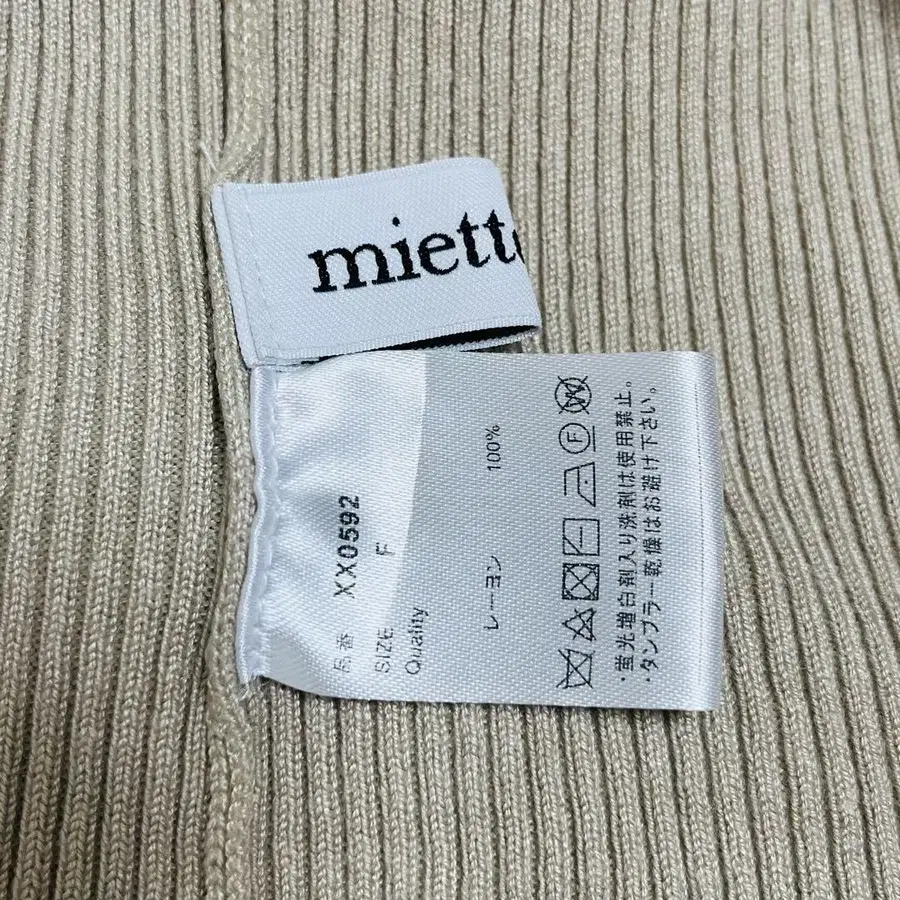 miette
品番 XX0592
SIZE F
Quality
レーヨン 100%
・蛍光増白剤入り洗剤は使用禁止。
・タンブラー乾燥はお避け下さい。